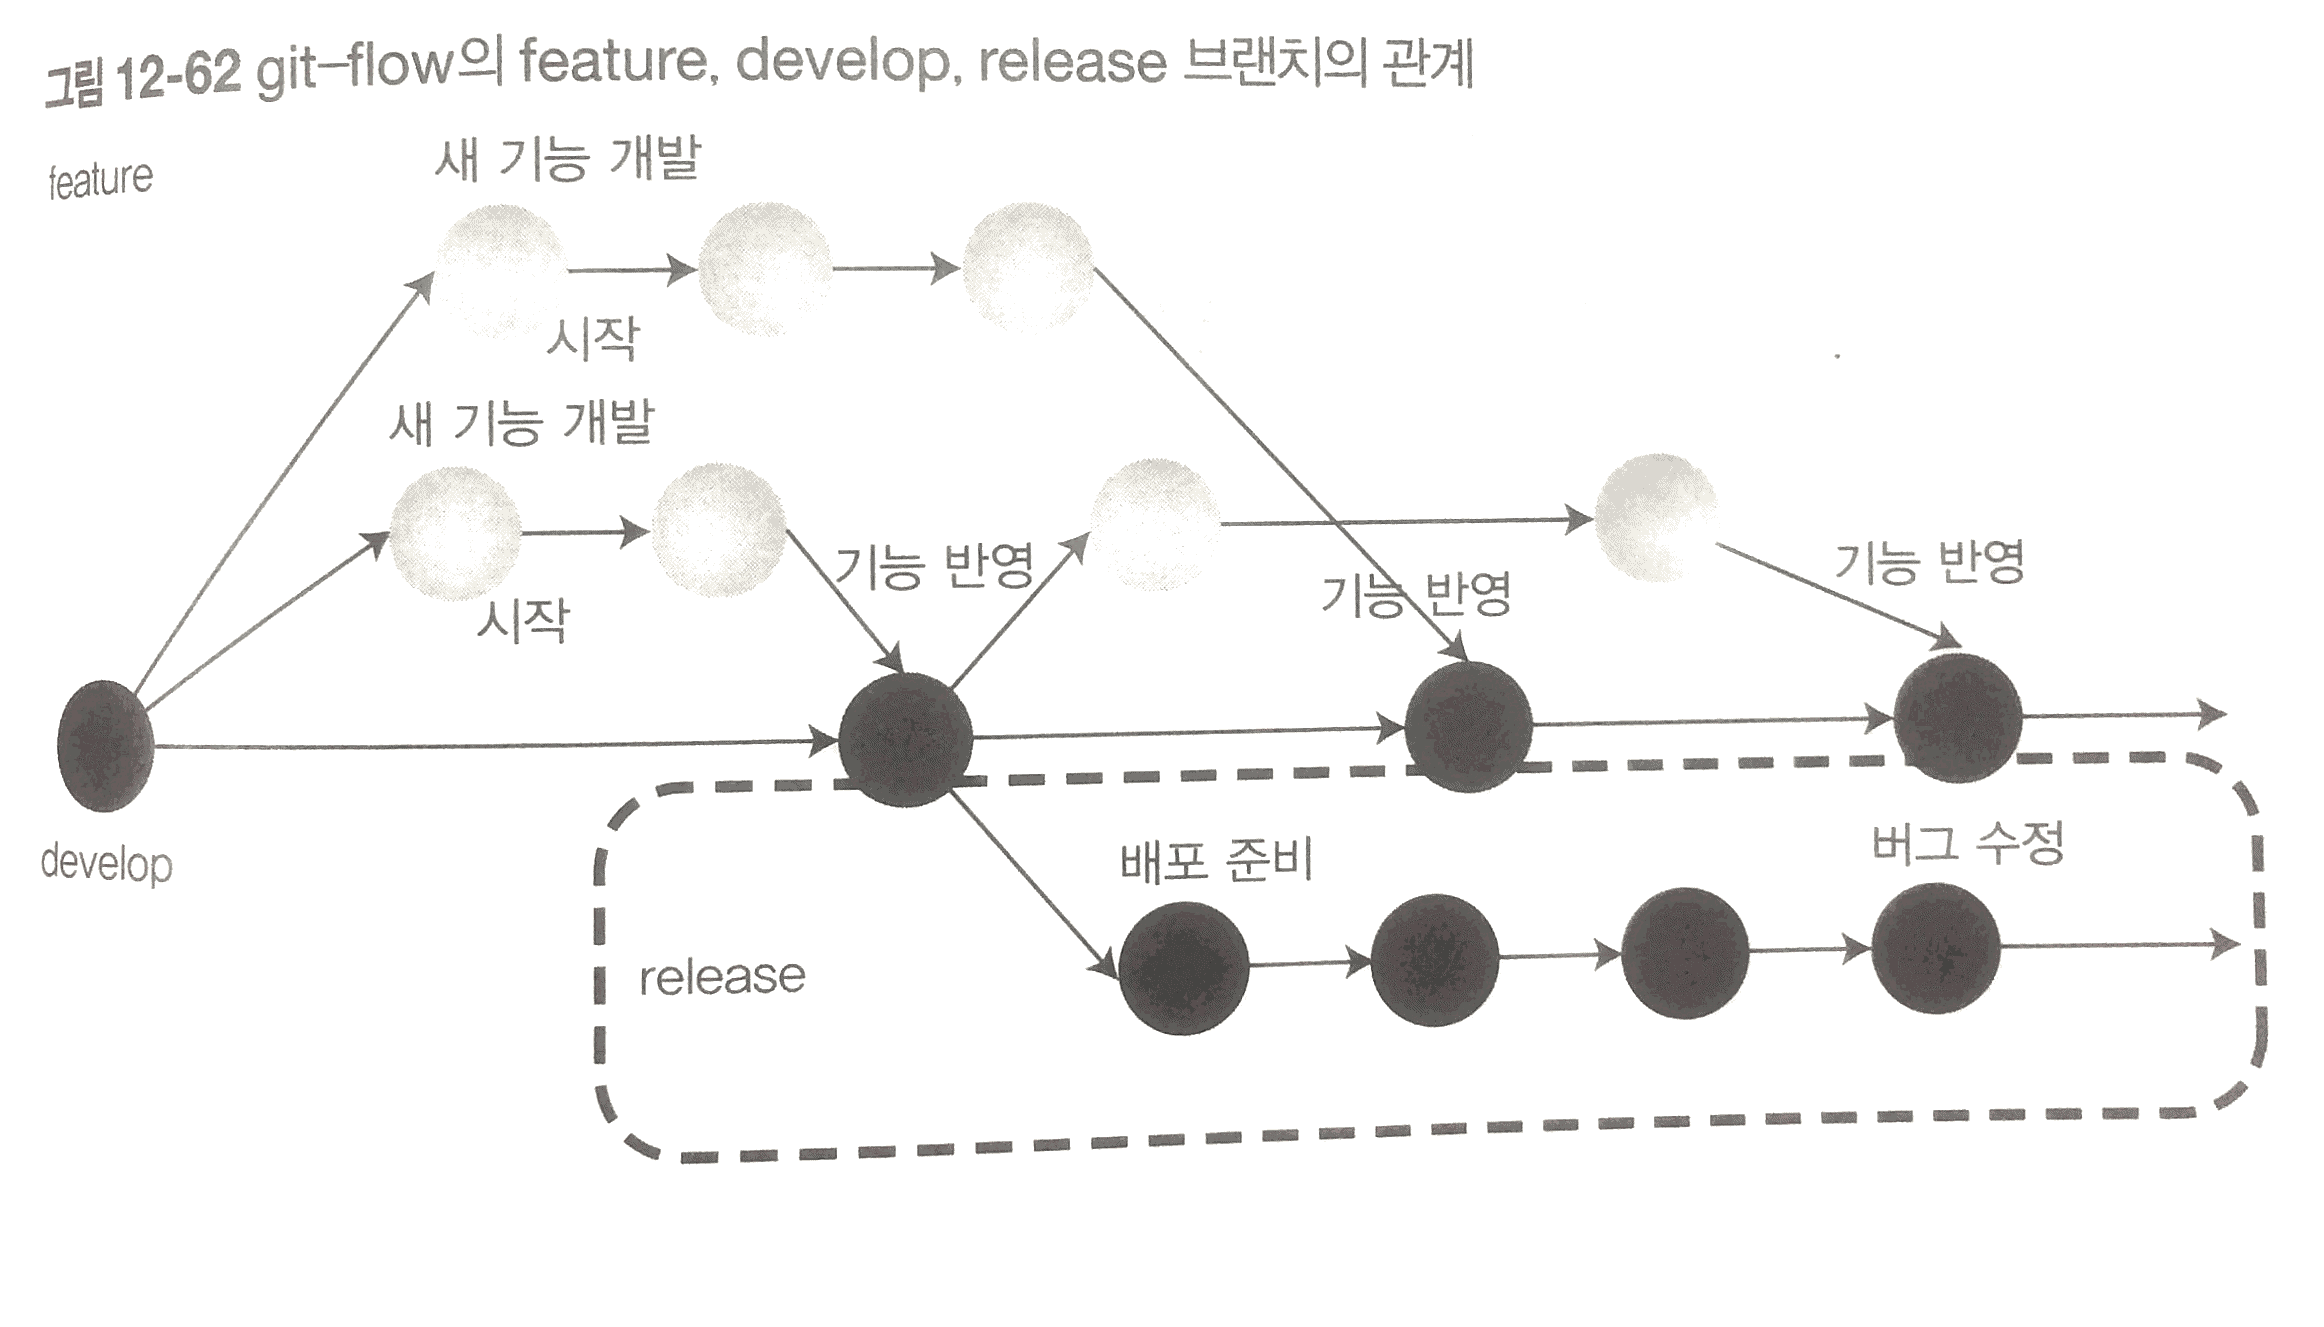 그림 12-62 git-flow의 feature, develop, release 브랜치의 관계
feature
새 기능 개발
시작
새 기능 개발
시작
기능 반영
기능 반영
기능 반영
develop
배포 준비
버그 수정
release